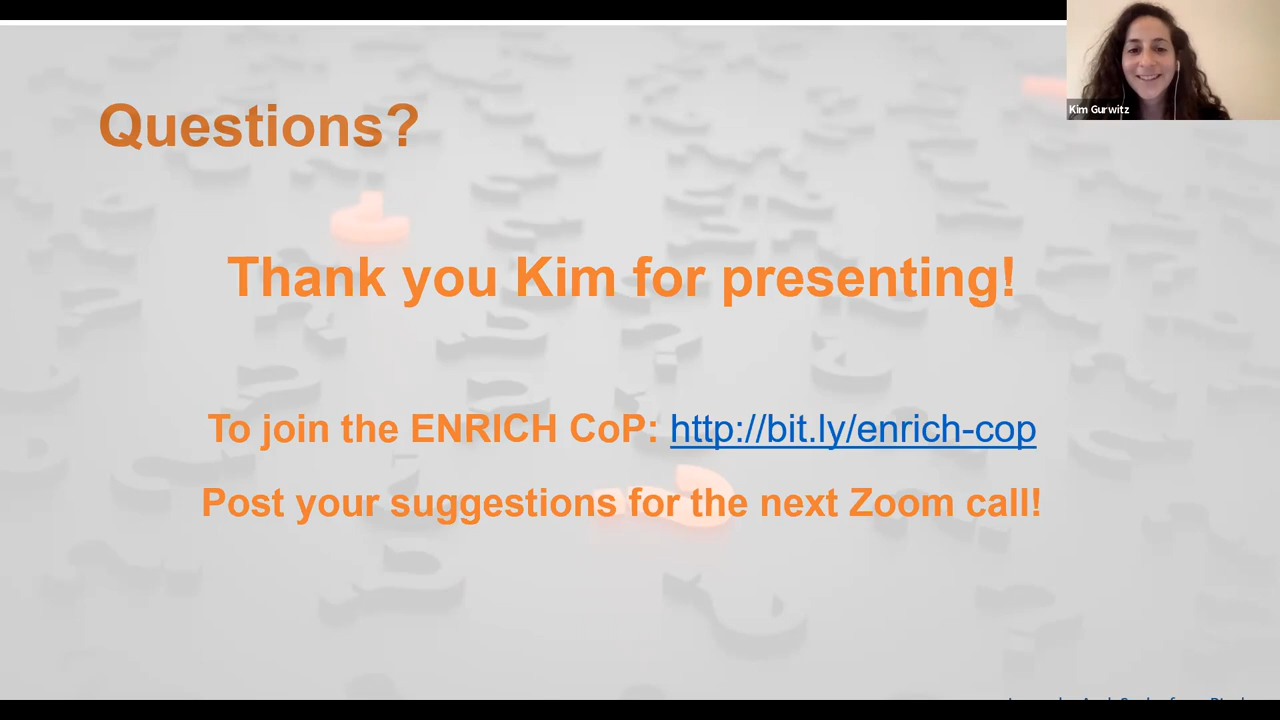 Questions?
Kim Gurwitz
Thank you Kim for presenting!
To join the ENRICH CoP: http://bit.ly/enrich-cop
Post your suggestions for the next Zoom call!